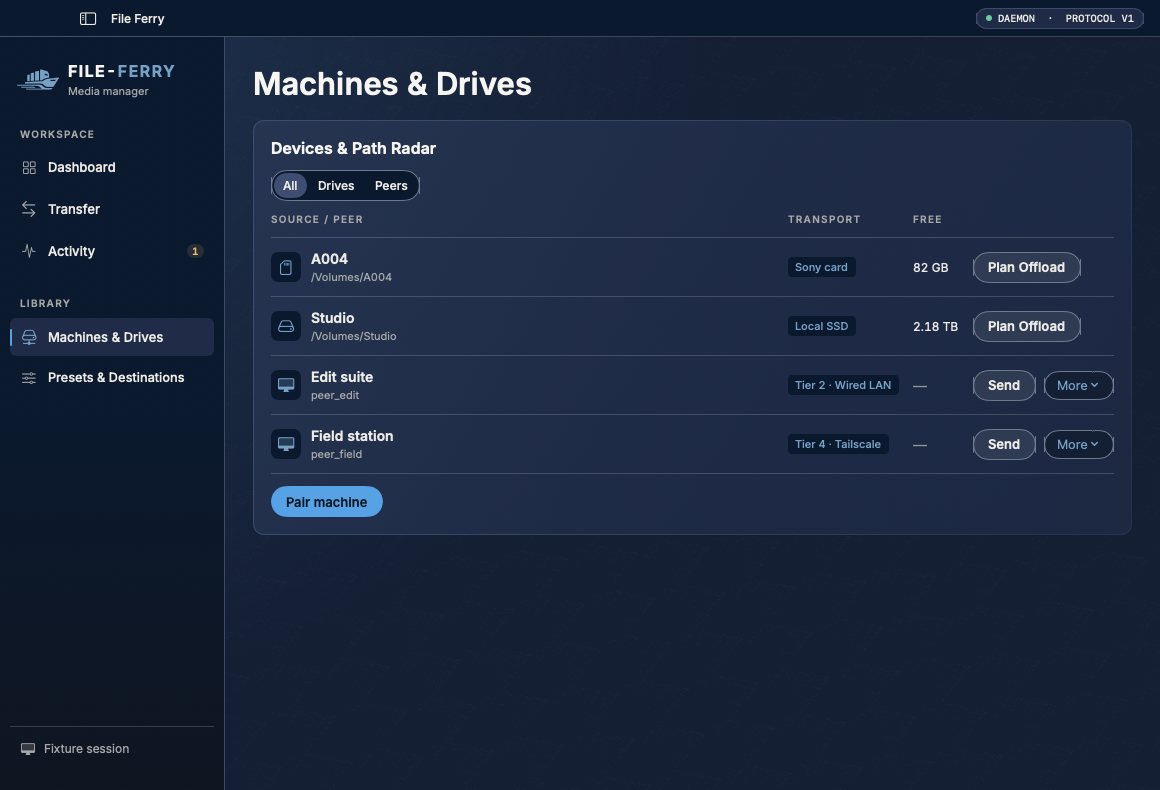 File Ferry
DAEMON · PROTOCOL V1
FILE-FERRY
Media manager
WORKSPACE
Dashboard
Transfer
Activity 1
LIBRARY
Machines & Drives
Presets & Destinations
Fixture session
Machines & Drives
Devices & Path Radar
All Drives Peers
SOURCE / PEER TRANSPORT FREE
A004
/Volumes/A004
Sony card 82 GB Plan Offload
Studio
/Volumes/Studio
Local SSD 2.18 TB Plan Offload
Edit suite
peer_edit
Tier 2 · Wired LAN — Send More
Field station
peer_field
Tier 4 · Tailscale — Send More
Pair machine